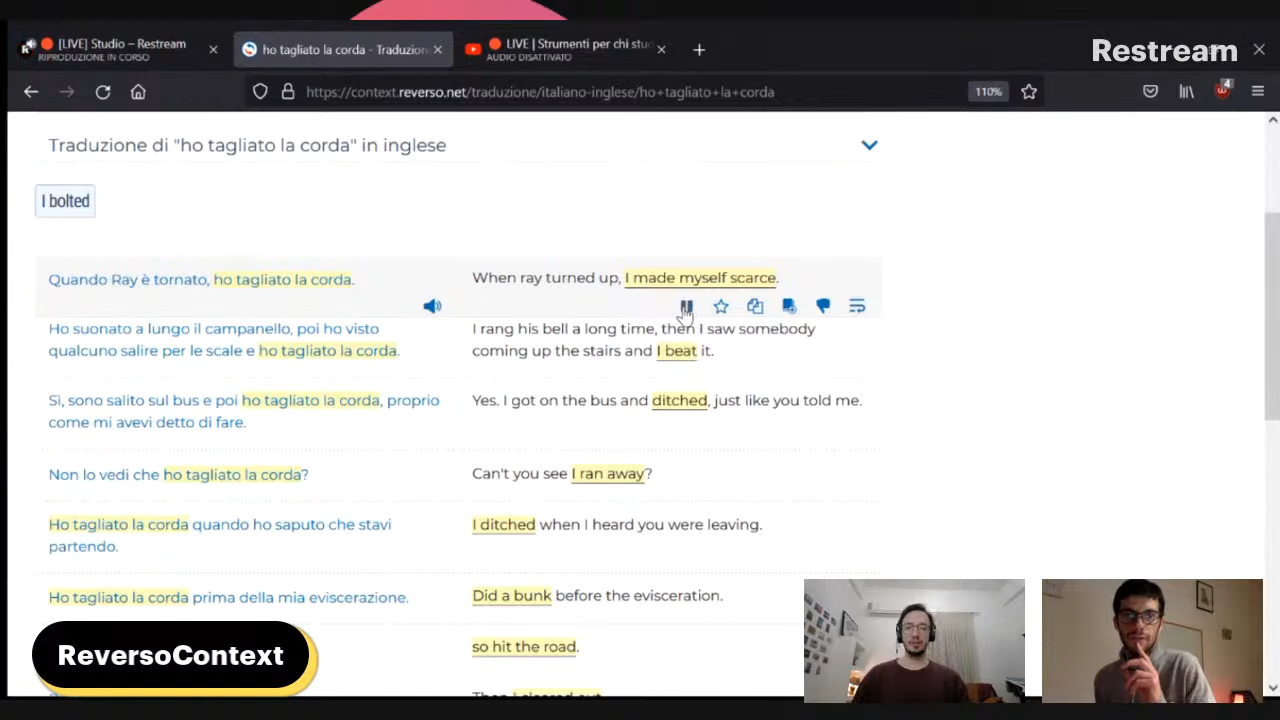 [LIVE] Studio – Restream
RIPRODUZIONE IN CORSO
ho tagliato la corda - Traduzion
LIVE | Strumenti per chi stu
AUDIO DISATTIVATO
Restream
https://context.reverso.net/traduzione/italiano-inglese/ho+tagliato+la+corda
110%
4
Traduzione di "ho tagliato la corda" in inglese
I bolted
Quando Ray è tornato, ho tagliato la corda.
When ray turned up, I made myself scarce.
Ho suonato a lungo il campanello, poi ho visto
qualcuno salire per le scale e ho tagliato la corda.
I rang his bell a long time, then I saw somebody
coming up the stairs and I beat it.
Sì, sono salito sul bus e poi ho tagliato la corda, proprio
come mi avevi detto di fare.
Yes. I got on the bus and ditched, just like you told me.
Non lo vedi che ho tagliato la corda?
Can't you see I ran away?
Ho tagliato la corda quando ho saputo che stavi
partendo.
I ditched when I heard you were leaving.
Ho tagliato la corda prima della mia eviscerazione.
Did a bunk before the evisceration.
so hit the road.
Then I cleared out
ReversoContext